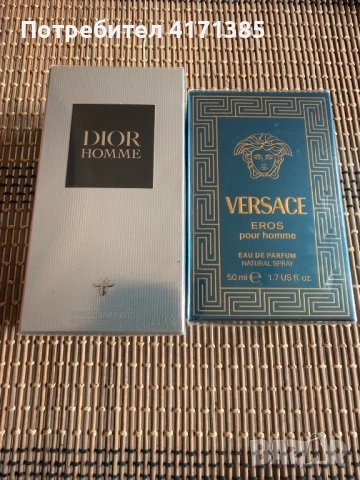 Потребител 4171385
DIOR
HOMME
VERSACE
EROS
pour homme
EAU DE PARFUM
NATURAL SPRAY
50 ml e 1.7 US fl. oz.